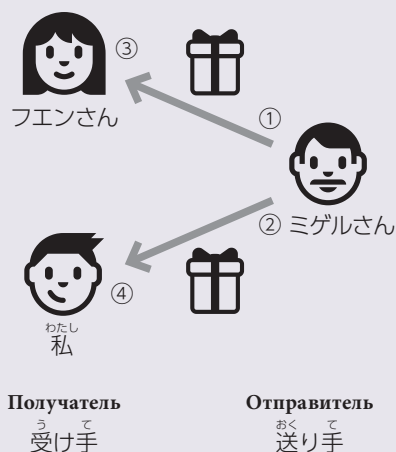 ③
フエンさん
①
② ミゲルさん
④
わたし
私
Получатель
Отправитель
う て
受け手
おく て
送り手